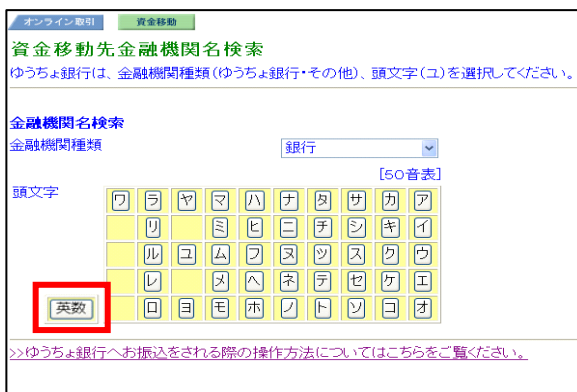 オンライン取引 資金移動
資金移動先金融機関名検索
ゆうちょ銀行は、金融機関種類(ゆうちょ銀行・その他)、頭文字(ユ)を選択してください。
金融機関名検索
金融機関種類 銀行
[50音表]
頭文字 ワ ラ ヤ マ ハ ナ タ サ カ ア
リ ミ ヒ ニ チ シ キ イ
ル ユ ム フ ヌ ツ ス ク ウ
レ メ ヘ ネ テ セ ケ エ
英数 ロ ヨ モ ホ ノ ト ソ コ オ
>>ゆうちょ銀行へお振込をされる際の操作方法についてはこちらをご覧ください。